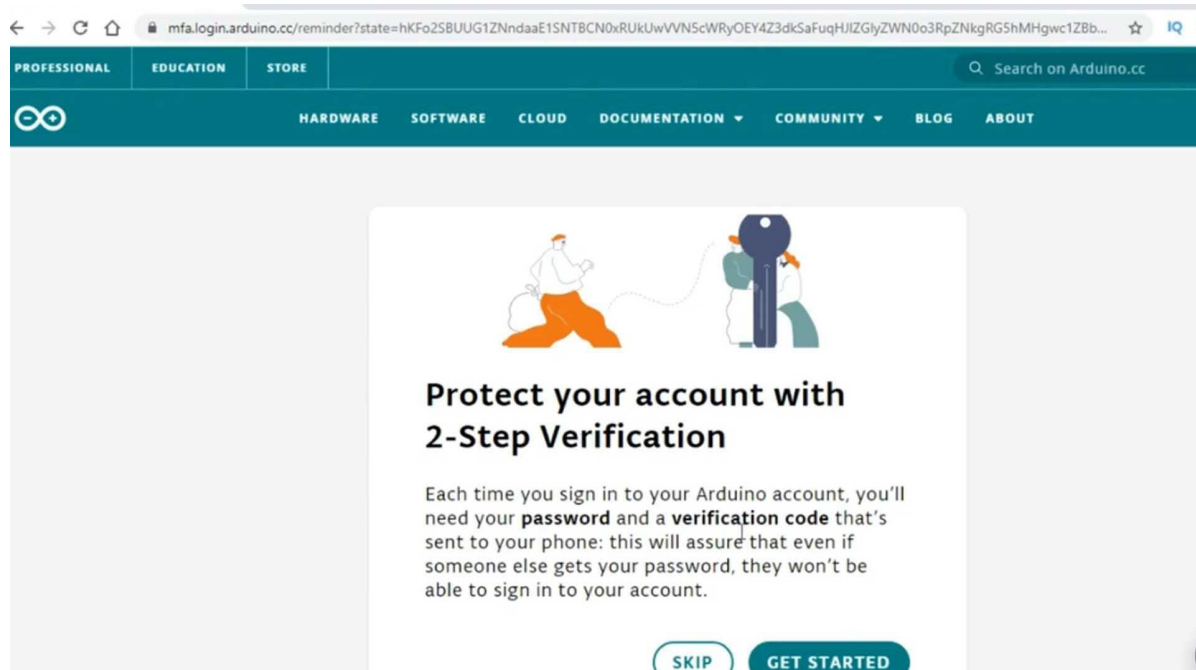 mfa.login.arduino.cc/reminder?state=
PROFESSIONAL EDUCATION STORE Search on Arduino.cc
HARDWARE SOFTWARE CLOUD DOCUMENTATION COMMUNITY BLOG ABOUT
Protect your account with
2-Step Verification
Each time you sign in to your Arduino account, you'll
need your password and a verification code that's
sent to your phone: this will assure that even if
someone else gets your password, they won't be
able to sign in to your account.
SKIP GET STARTED